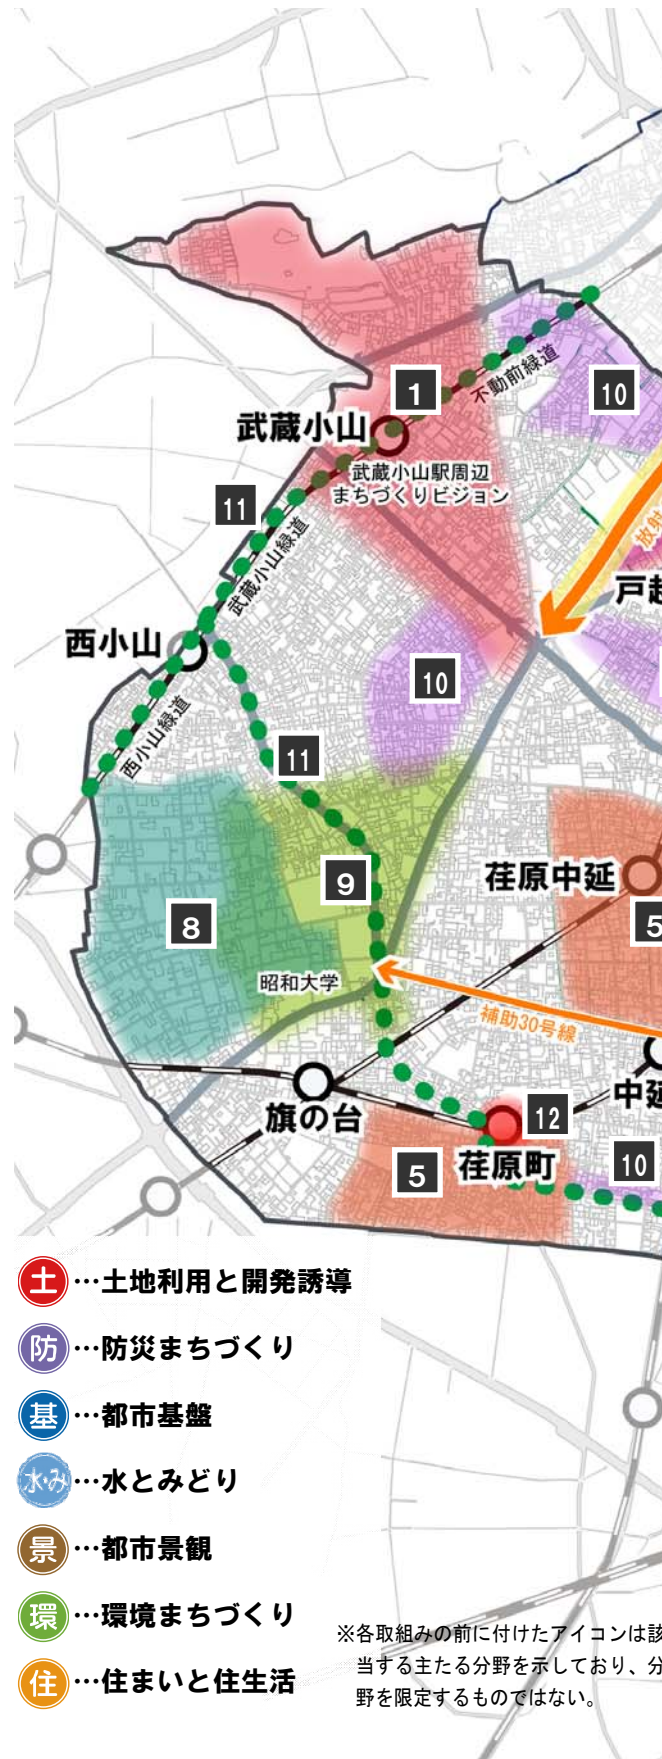 10
不動前緑道
1
武蔵小山
武蔵小山駅周辺
まちづくりビジョン
11
武蔵小山緑道
放射
戸越
西小山
10
西小山緑道
11
荏原中延
9
8
5
昭和大学
補助30号線
中延
旗の台
12
荏原町
5
10
土…土地利用と開発誘導
防…防災まちづくり
基…都市基盤
水・み…水とみどり
景…都市景観
環…環境まちづくり
住…住まいと住生活
※各取組みの前に付けたアイコンは該
当する主たる分野を示しており、分
野を限定するものではない。